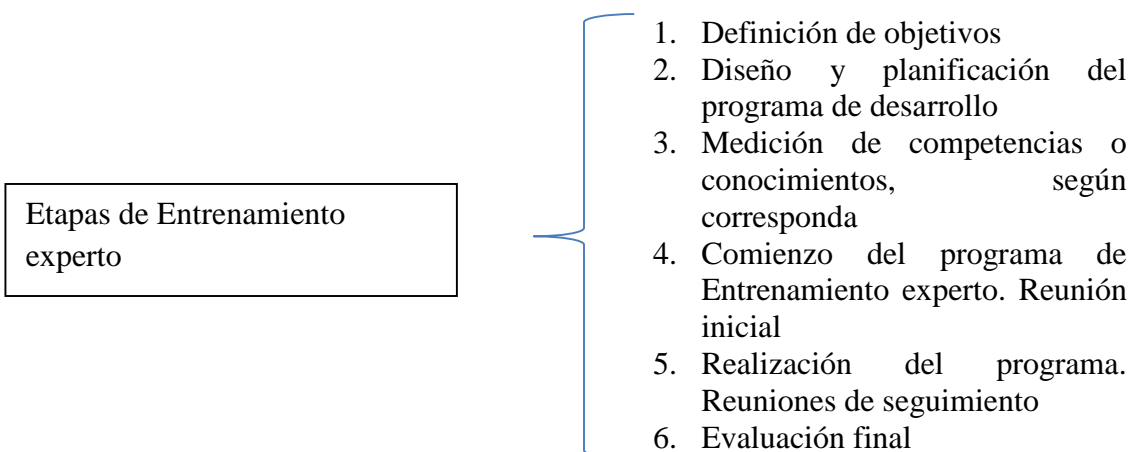 Etapas de Entrenamiento
experto
1. Definición de objetivos
2. Diseño y planificación del
programa de desarrollo
3. Medición de competencias o
conocimientos, según
corresponda
4. Comienzo del programa de
Entrenamiento experto. Reunión
inicial
5. Realización del programa.
Reuniones de seguimiento
6. Evaluación final